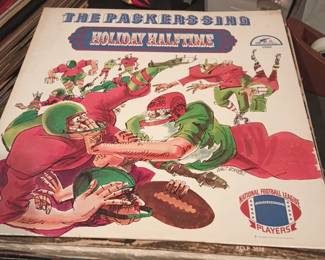 THE PACKERS SING
HOLIDAY HALFTIME
NATIONAL FOOTBALL LEAGUE
PLAYERS